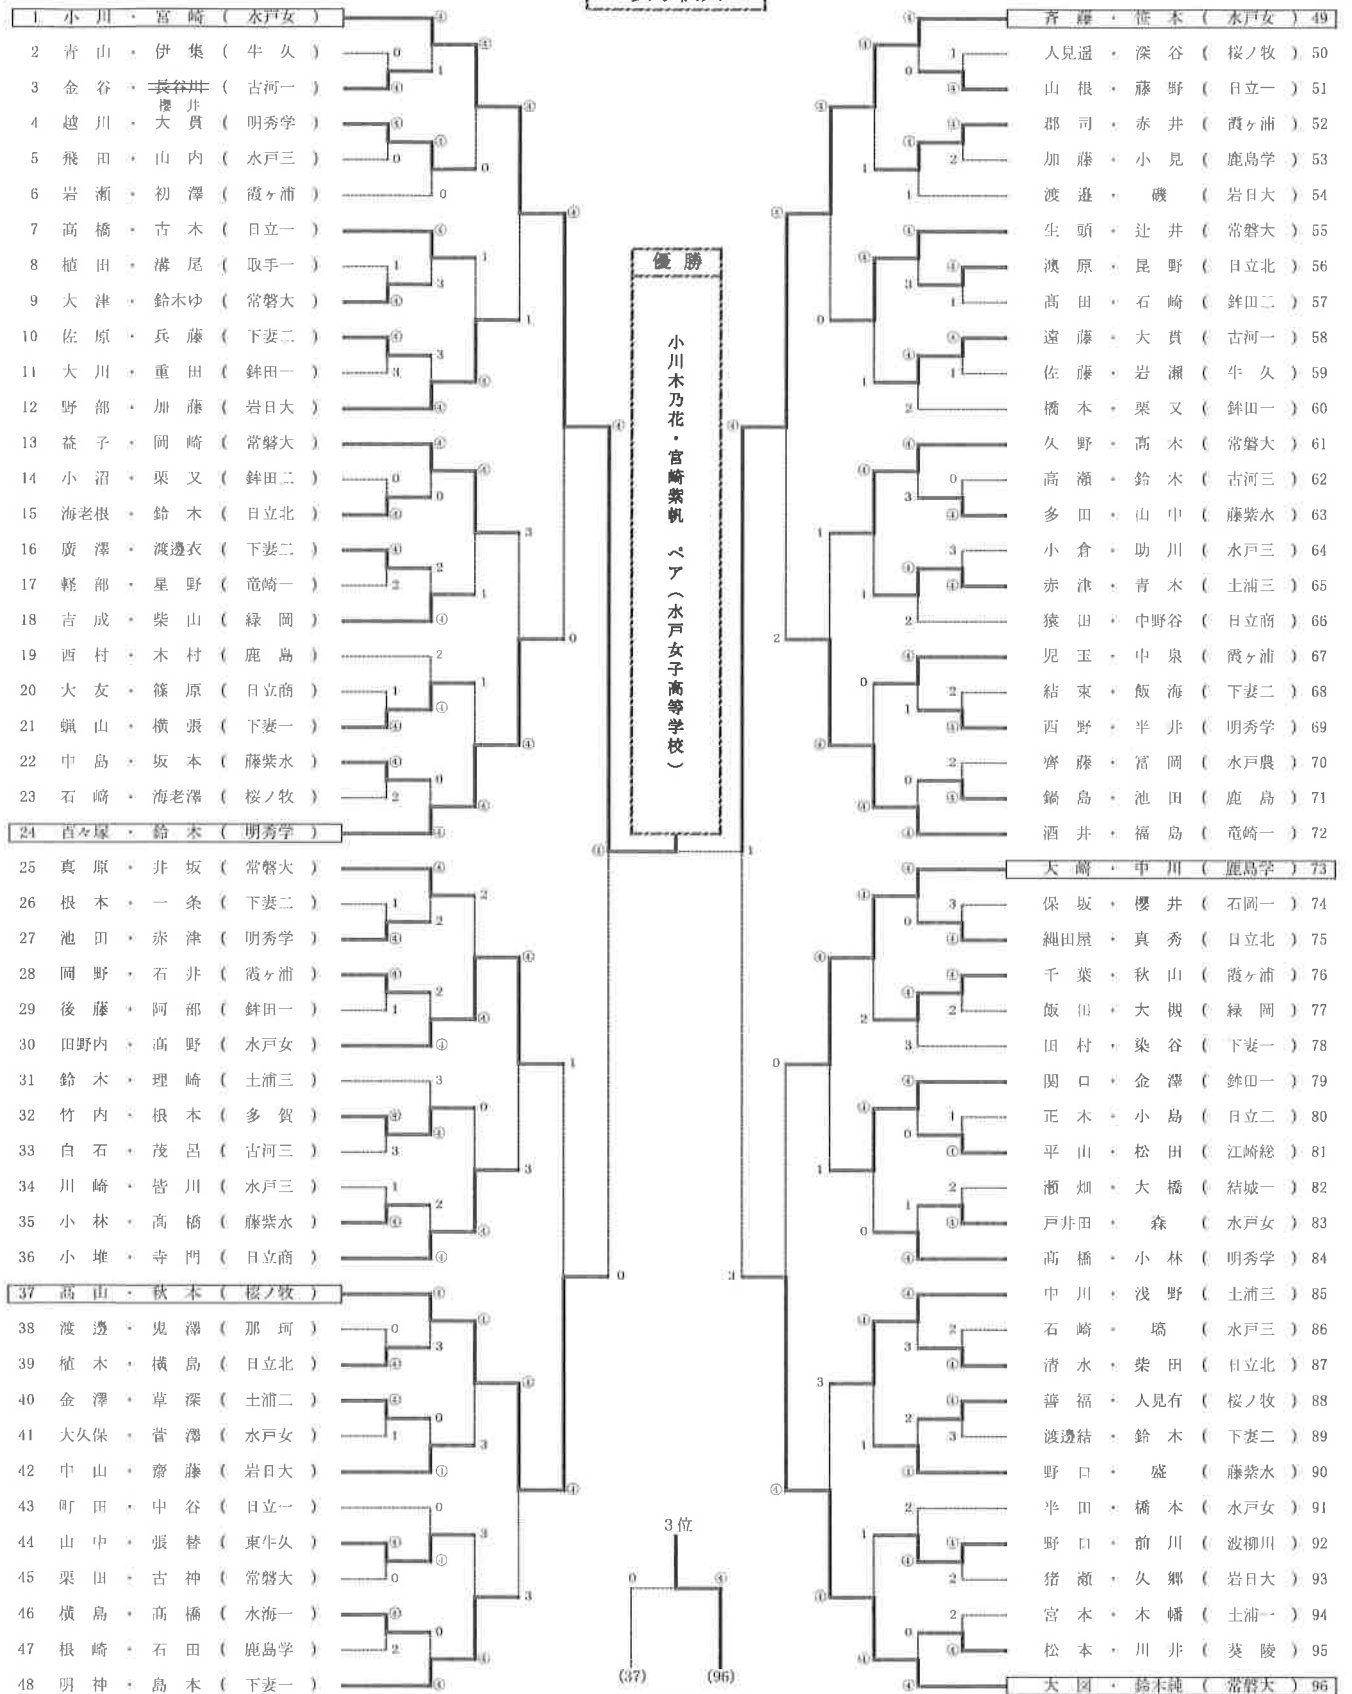 1 小川・宮崎 ( 水戸女 )
2 青山・伊集 ( 牛久 )
3 金谷・長谷川 ( 古河一 )
櫻井
4 越川・大貫 ( 明秀学 )
5 飛田・山内 ( 水戸三 )
6 岩瀬・初澤 ( 霞ヶ浦 )
7 高橋・古木 ( 日立一 )
8 植田・溝尾 ( 取手一 )
9 大津・鈴木ゆ ( 常磐大 )
10 佐原・兵藤 ( 下妻二 )
11 大川・重田 ( 鉾田一 )
12 野部・加藤 ( 岩日大 )
13 益子・岡崎 ( 常磐大 )
14 小沼・栗又 ( 鉾田二 )
15 海老根・鈴木 ( 日立北 )
16 廣澤・渡邊衣 ( 下妻二 )
17 軽部・星野 ( 竜崎一 )
18 吉成・柴山 ( 緑岡 )
19 西村・木村 ( 鹿島 )
20 大友・篠原 ( 日立商 )
21 蝋山・横張 ( 下妻一 )
22 中島・坂本 ( 藤紫水 )
23 石﨑・海老澤 ( 桜ノ牧 )
24 百々塚・鈴木 ( 明秀学 )
25 真原・井坂 ( 常磐大 )
26 根本・一条 ( 下妻二 )
27 池田・赤津 ( 明秀学 )
28 岡野・石井 ( 霞ヶ浦 )
29 後藤・阿部 ( 鉾田一 )
30 田野内・高野 ( 水戸女 )
31 鈴木・理崎 ( 土浦三 )
32 竹内・根本 ( 多賀 )
33 白石・茂呂 ( 古河三 )
34 川崎・皆川 ( 水戸三 )
35 小林・髙橋 ( 藤紫水 )
36 小堆・寺門 ( 日立商 )
37 高山・秋本 ( 桜ノ牧 )
38 渡邊・鬼澤 ( 那珂 )
39 植木・横島 ( 日立北 )
40 金澤・草深 ( 土浦二 )
41 大久保・菅澤 ( 水戸女 )
42 中山・齋藤 ( 岩日大 )
43 町田・中谷 ( 日立一 )
44 山中・張替 ( 東牛久 )
45 栗田・古神 ( 常磐大 )
46 横島・髙橋 ( 水海一 )
47 根崎・石田 ( 鹿島学 )
48 明神・島本 ( 下妻一 )
優勝
小川木乃花・宮崎紫帆 ペア(水戸女子高等学校)
3位
0 ④
(37) (96)
斉藤・笹木 ( 水戸女 ) 49
人見遥・深谷 ( 桜ノ牧 ) 50
山根・藤野 ( 日立一 ) 51
郡司・赤井 ( 霞ヶ浦 ) 52
加藤・小見 ( 鹿島学 ) 53
渡邉・磯 ( 岩日大 ) 54
生頭・辻井 ( 常磐大 ) 55
澳原・昆野 ( 日立北 ) 56
髙田・石崎 ( 鉾田二 ) 57
遠藤・大貫 ( 古河一 ) 58
佐藤・岩瀬 ( 牛久 ) 59
橋本・栗又 ( 鉾田一 ) 60
久野・高木 ( 常磐大 ) 61
高瀬・鈴木 ( 古河三 ) 62
多田・山中 ( 藤紫水 ) 63
小倉・助川 ( 水戸三 ) 64
赤津・青木 ( 土浦三 ) 65
猿田・中野谷 ( 日立商 ) 66
児玉・中泉 ( 霞ヶ浦 ) 67
結束・飯海 ( 下妻二 ) 68
西野・半井 ( 明秀学 ) 69
齊藤・冨岡 ( 水戸農 ) 70
鍋島・池田 ( 鹿島 ) 71
酒井・福島 ( 竜崎一 ) 72
大﨑・中川 ( 鹿島学 ) 73
保坂・櫻井 ( 石岡一 ) 74
縄田屋・真秀 ( 日立北 ) 75
千葉・秋山 ( 霞ヶ浦 ) 76
飯田・大槻 ( 緑岡 ) 77
田村・染谷 ( 下妻一 ) 78
関口・金澤 ( 鉾田一 ) 79
正木・小島 ( 日立二 ) 80
平山・松田 ( 江崎総 ) 81
瀬畑・大橋 ( 結城一 ) 82
戸井田・森 ( 水戸女 ) 83
髙橋・小林 ( 明秀学 ) 84
中川・浅野 ( 土浦三 ) 85
石崎・塙 ( 水戸三 ) 86
清水・柴田 ( 日立北 ) 87
善福・人見有 ( 桜ノ牧 ) 88
渡邊結・鈴木 ( 下妻二 ) 89
野口・盛 ( 藤紫水 ) 90
半田・橋本 ( 水戸女 ) 91
野口・前川 ( 波柳川 ) 92
猪瀬・久郷 ( 岩日大 ) 93
宮本・木幡 ( 土浦一 ) 94
松本・川井 ( 葵陵 ) 95
大図・鈴木純 ( 常磐大 ) 96